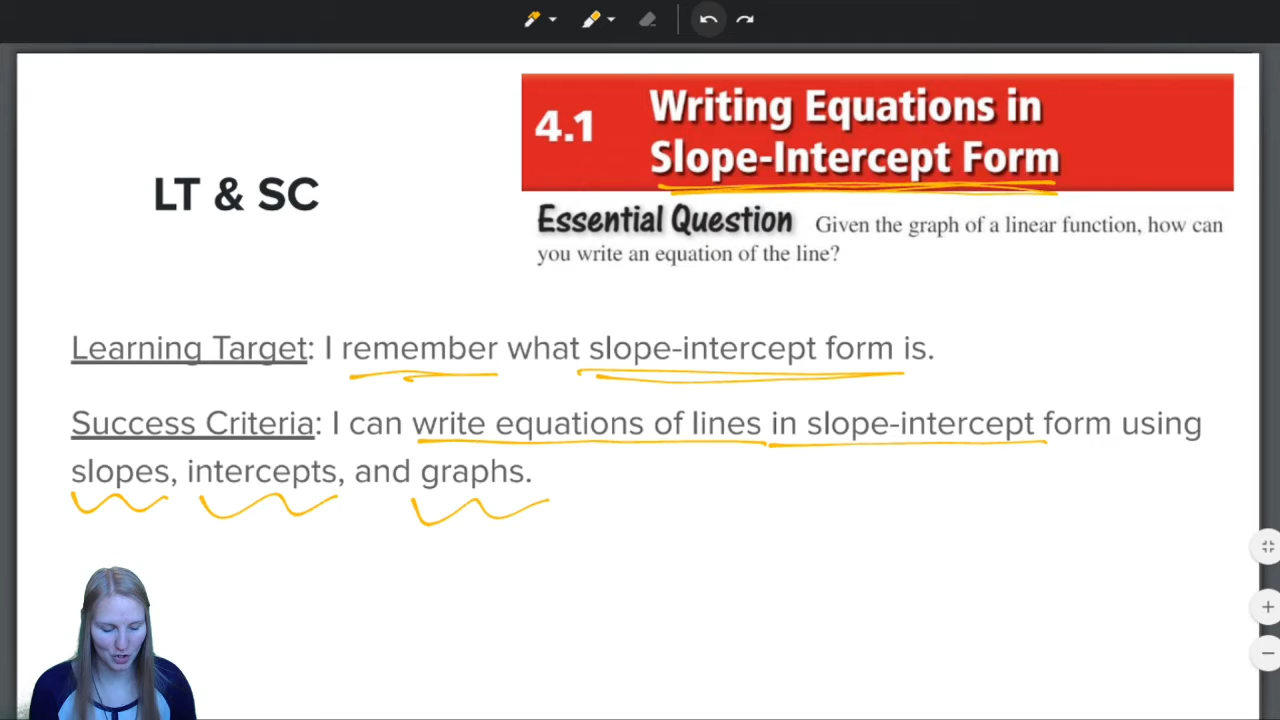 4.1 Writing Equations in
Slope-Intercept Form
LT & SC
Essential Question Given the graph of a linear function, how can
you write an equation of the line?
Learning Target: I remember what slope-intercept form is.
Success Criteria: I can write equations of lines in slope-intercept form using
slopes, intercepts, and graphs.